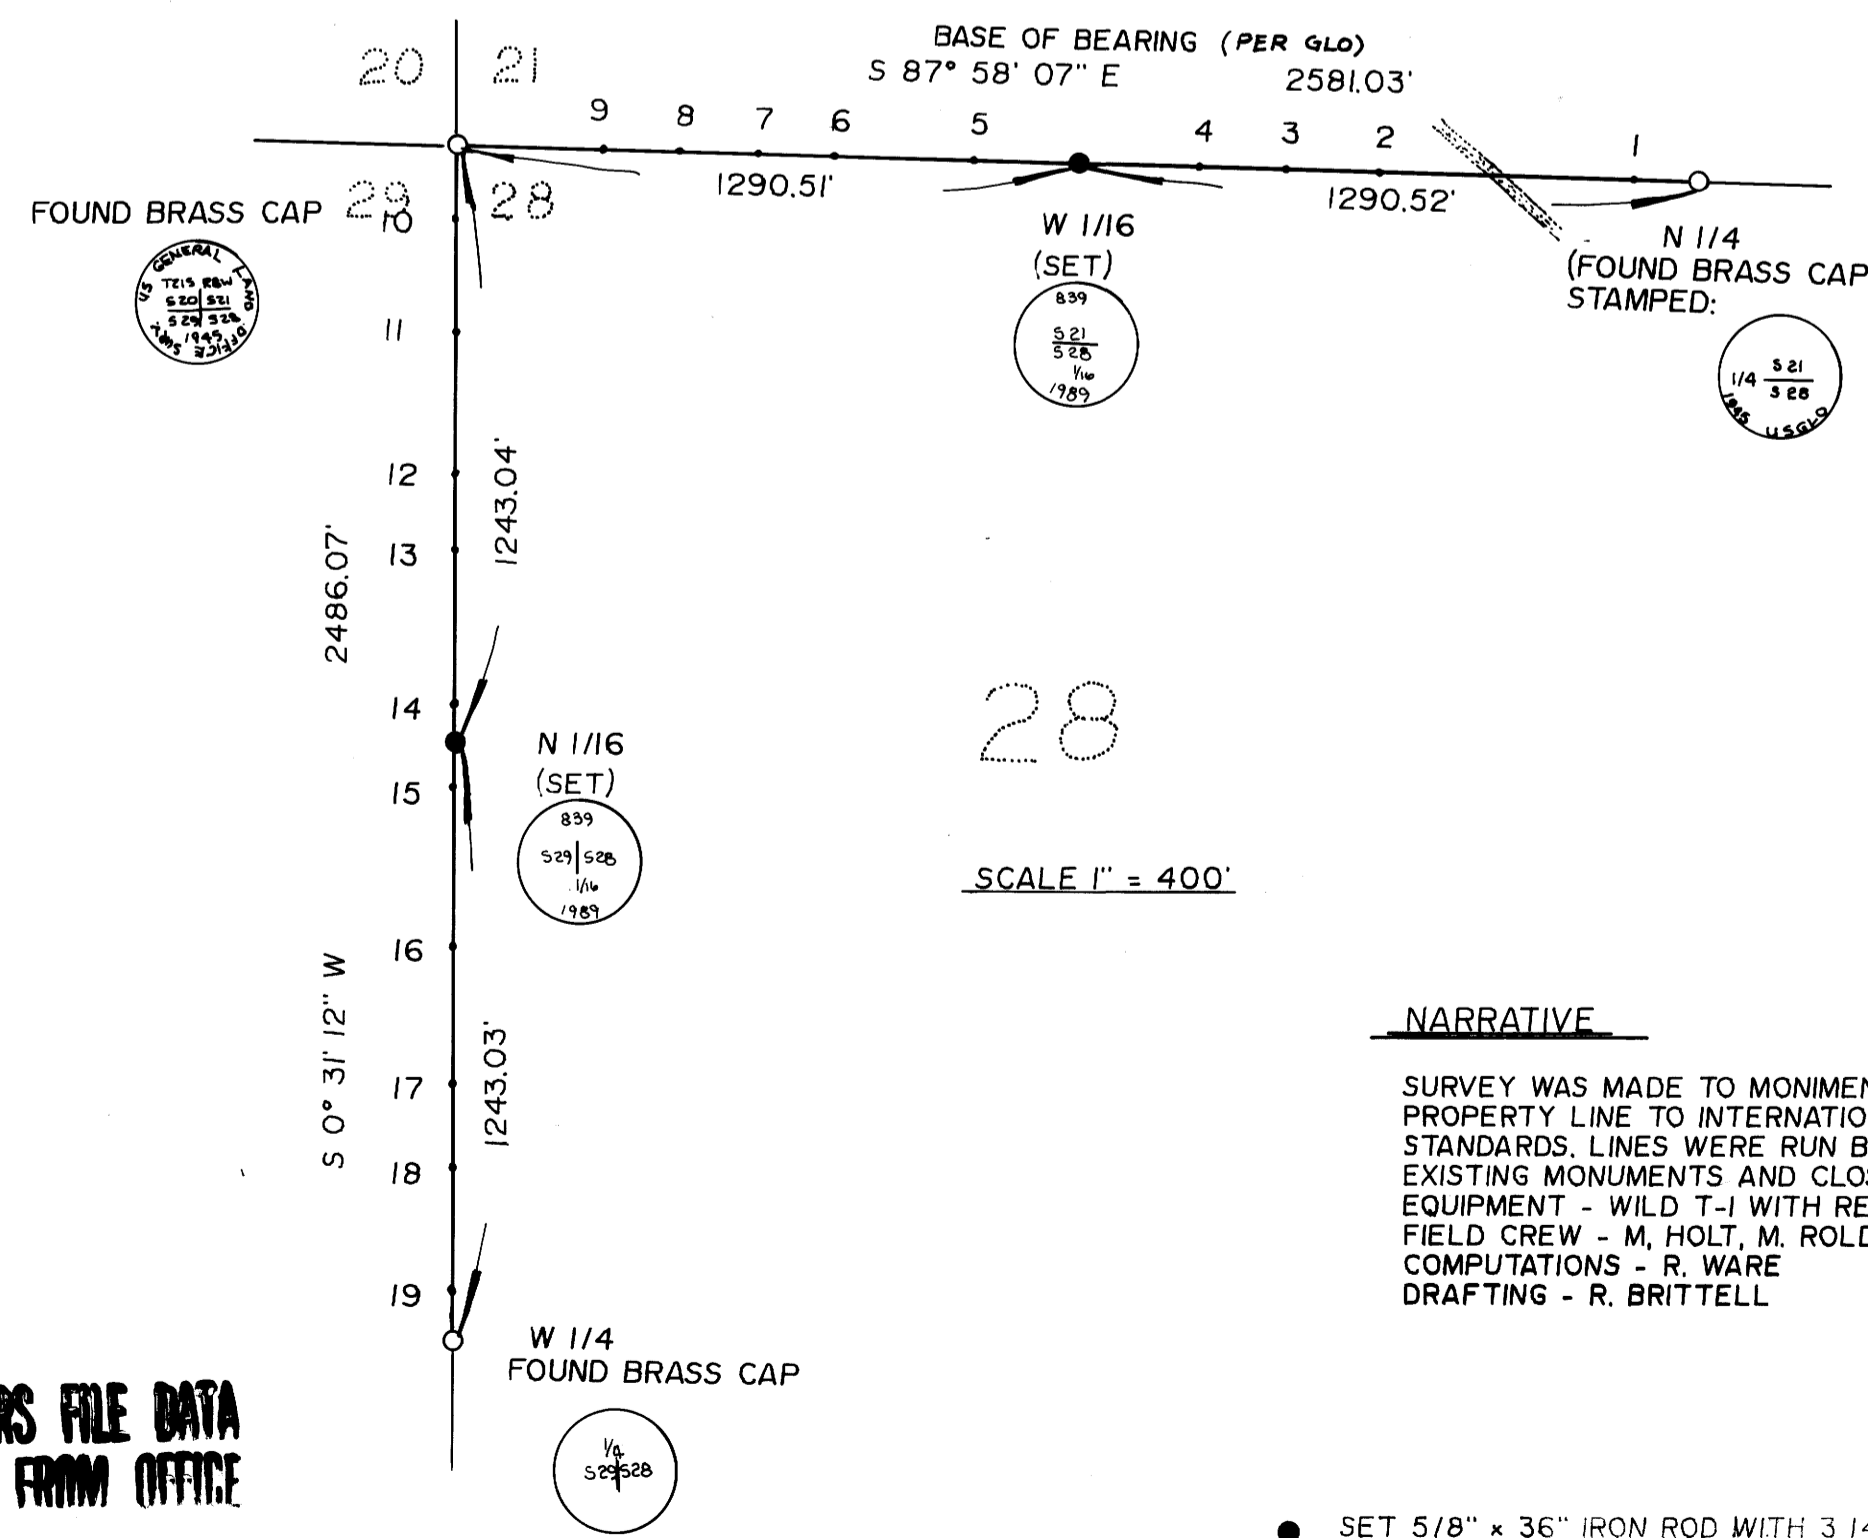 BASE OF BEARING (PER GLO)
S 87° 58' 07" E 2581.03'
20 21
9 8 7 6 5 4 3 2 1
1290.51' 1290.52'
29 28
FOUND BRASS CAP
US GENERAL LAND OFFICE SURV.
T21S R8W
S20 S21
S29 S28
1945
10
11
12
13
14
15
16
17
18
19
W 1/16
(SET)
839
S21
S28
1/16
1989
N 1/4
(FOUND BRASS CAP
STAMPED:
1/4 S21
S28
1945 USGLO
1243.04'
2486.07'
N 1/16
(SET)
839
S29 S28
1/16
1989
28
SCALE 1" = 400'
S 0° 31' 12" W
1243.03'
W 1/4
FOUND BRASS CAP
1/4
S29 S28
NARRATIVE
SURVEY WAS MADE TO MONIMEN
PROPERTY LINE TO INTERNATIO
STANDARDS. LINES WERE RUN B
EXISTING MONUMENTS AND CLOS
EQUIPMENT - WILD T-1 WITH RE
FIELD CREW - M. HOLT, M. ROLD
COMPUTATIONS - R. WARE
DRAFTING - R. BRITTELL
RS FILE DATA
FROM OFFICE
SET 5/8" x 36" IRON ROD WITH 3 14